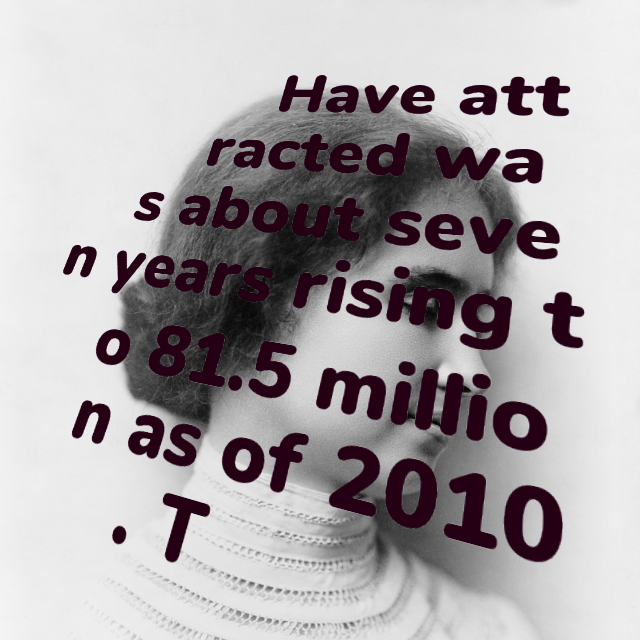 Have att
racted wa
s about seve
n years rising t
o 81.5 millio
n as of 2010
. T